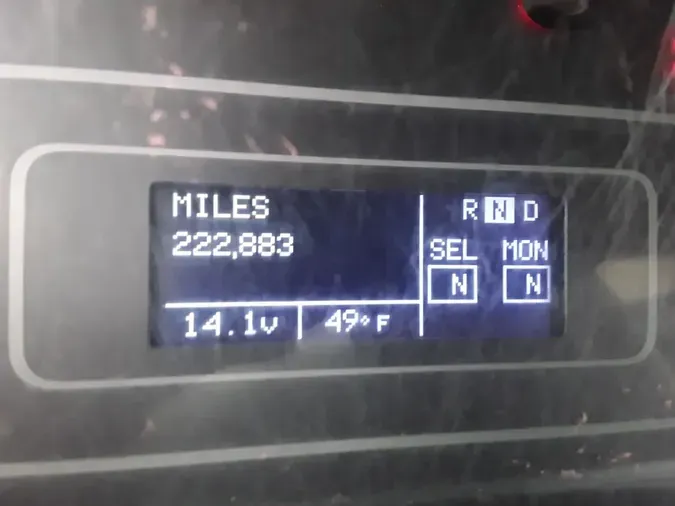 MILES
222,883
14.1v
49°F
R N D
SEL MON
N N